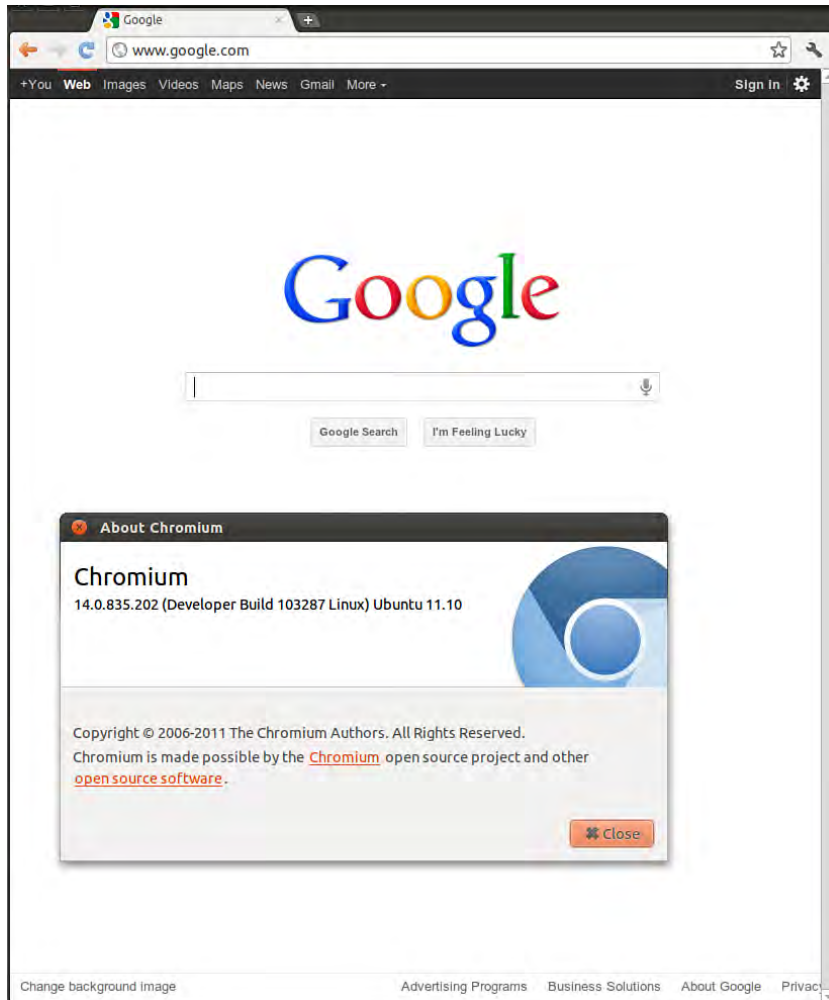 Google
www.google.com
+You Web Images Videos Maps News Gmail More Sign in
Google
Google Search I'm Feeling Lucky
About Chromium
Chromium
14.0.835.202 (Developer Build 103287 Linux) Ubuntu 11.10
Copyright © 2006-2011 The Chromium Authors. All Rights Reserved.
Chromium is made possible by the Chromium open source project and other
open source software.
Close
Change background image Advertising Programs Business Solutions About Google Privac